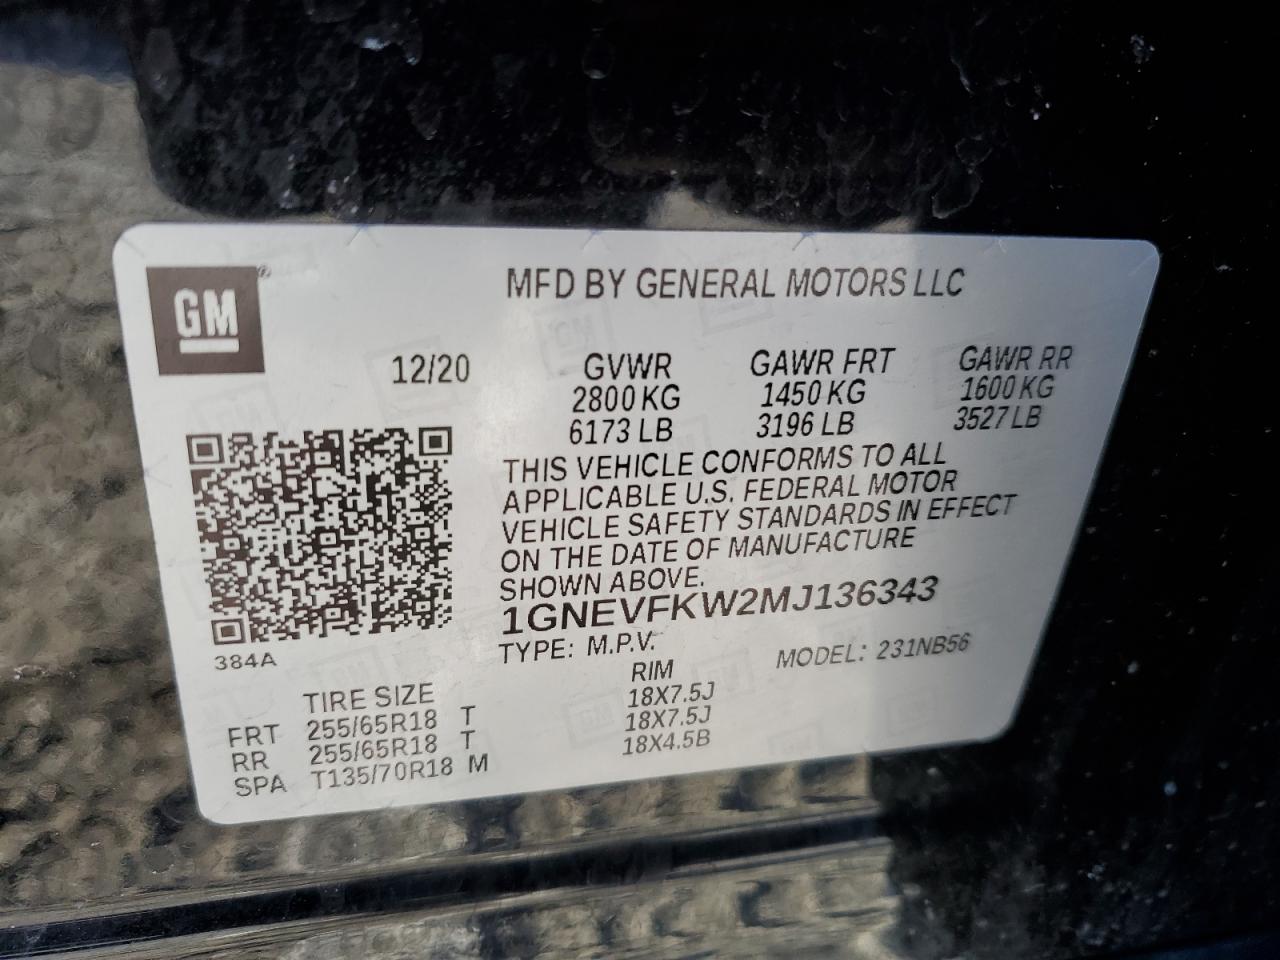 GM
MFD BY GENERAL MOTORS LLC
12/20 GVWR GAWR FRT GAWR RR
2800 KG 1450 KG 1600 KG
6173 LB 3196 LB 3527 LB
THIS VEHICLE CONFORMS TO ALL
APPLICABLE U.S. FEDERAL MOTOR
VEHICLE SAFETY STANDARDS IN EFFECT
ON THE DATE OF MANUFACTURE
SHOWN ABOVE.
1GNEVFKW2MJ136343
TYPE: M.P.V. MODEL: 231NB56
384A
TIRE SIZE RIM
FRT 255/65R18 T 18X7.5J
RR 255/65R18 T 18X7.5J
SPA T135/70R18 M 18X4.5B